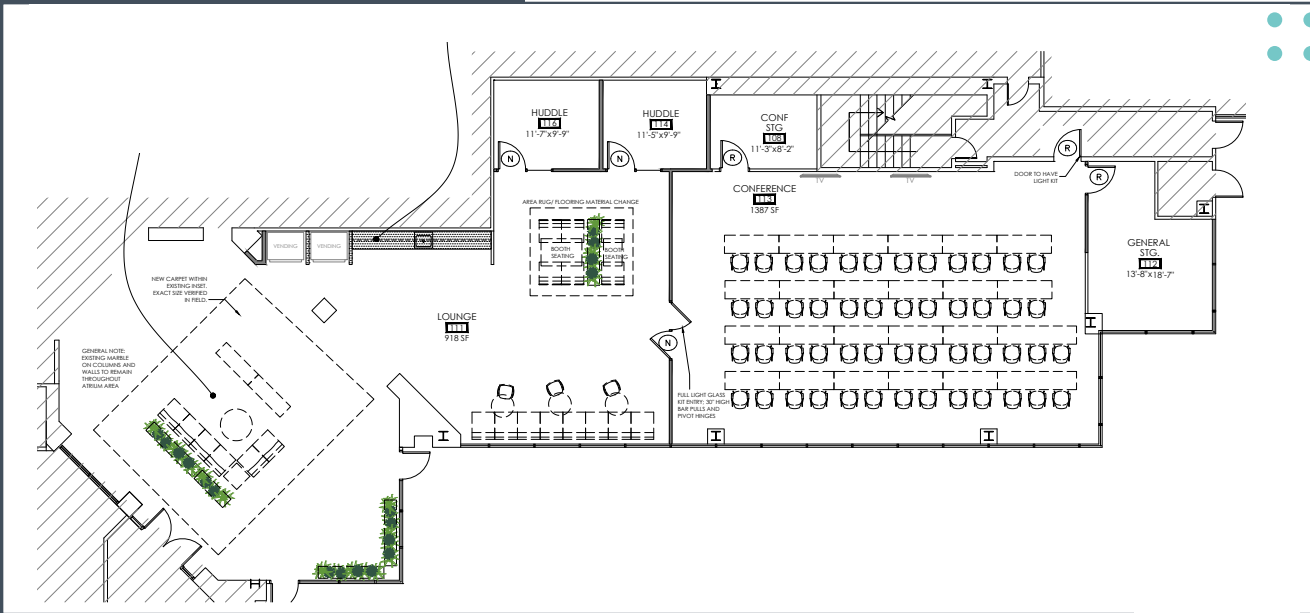 HUDDLE
116
11'-7"x9'-9"
HUDDLE
114
11'-5"x9'-9"
CONF
STG
108
11'-3"x8'-2"
N
N
R
R
DOOR TO HAVE
LIGHT KIT
R
TV
TV
CONFERENCE
113
1387 SF
AREA RUG/ FLOORING MATERIAL CHANGE
BOOTH
SEATING
BOOTH
SEATING
VENDING
VENDING
GENERAL
STG.
112
13'-8"x18'-7"
NEW CARPET WITHIN
EXISTING INSET.
EXACT SIZE VERIFIED
IN FIELD.
LOUNGE
111
918 SF
N
GENERAL NOTE:
EXISTING MARBLE
ON COLUMNS AND
WALLS TO REMAIN
THROUGHOUT
ATRIUM AREA
FULL LIGHT GLASS
KIT ENTRY; 30" HIGH
BAR PULLS AND
PIVOT HINGES